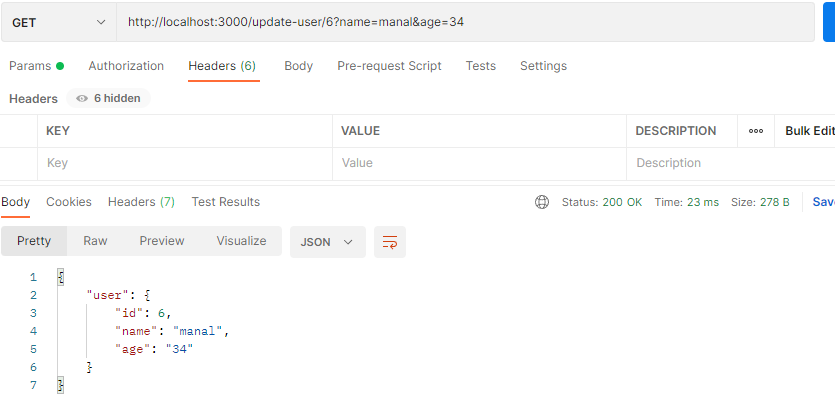 GET http://localhost:3000/update-user/6?name=manal&age=34
Params Authorization Headers (6) Body Pre-request Script Tests Settings
Headers 6 hidden
KEY VALUE DESCRIPTION ooo Bulk Edit
Key Value Description
Body Cookies Headers (7) Test Results Status: 200 OK Time: 23 ms Size: 278 B Save
Pretty Raw Preview Visualize JSON
1 {
2 "user": {
3 "id": 6,
4 "name": "manal",
5 "age": "34"
6 }
7 }